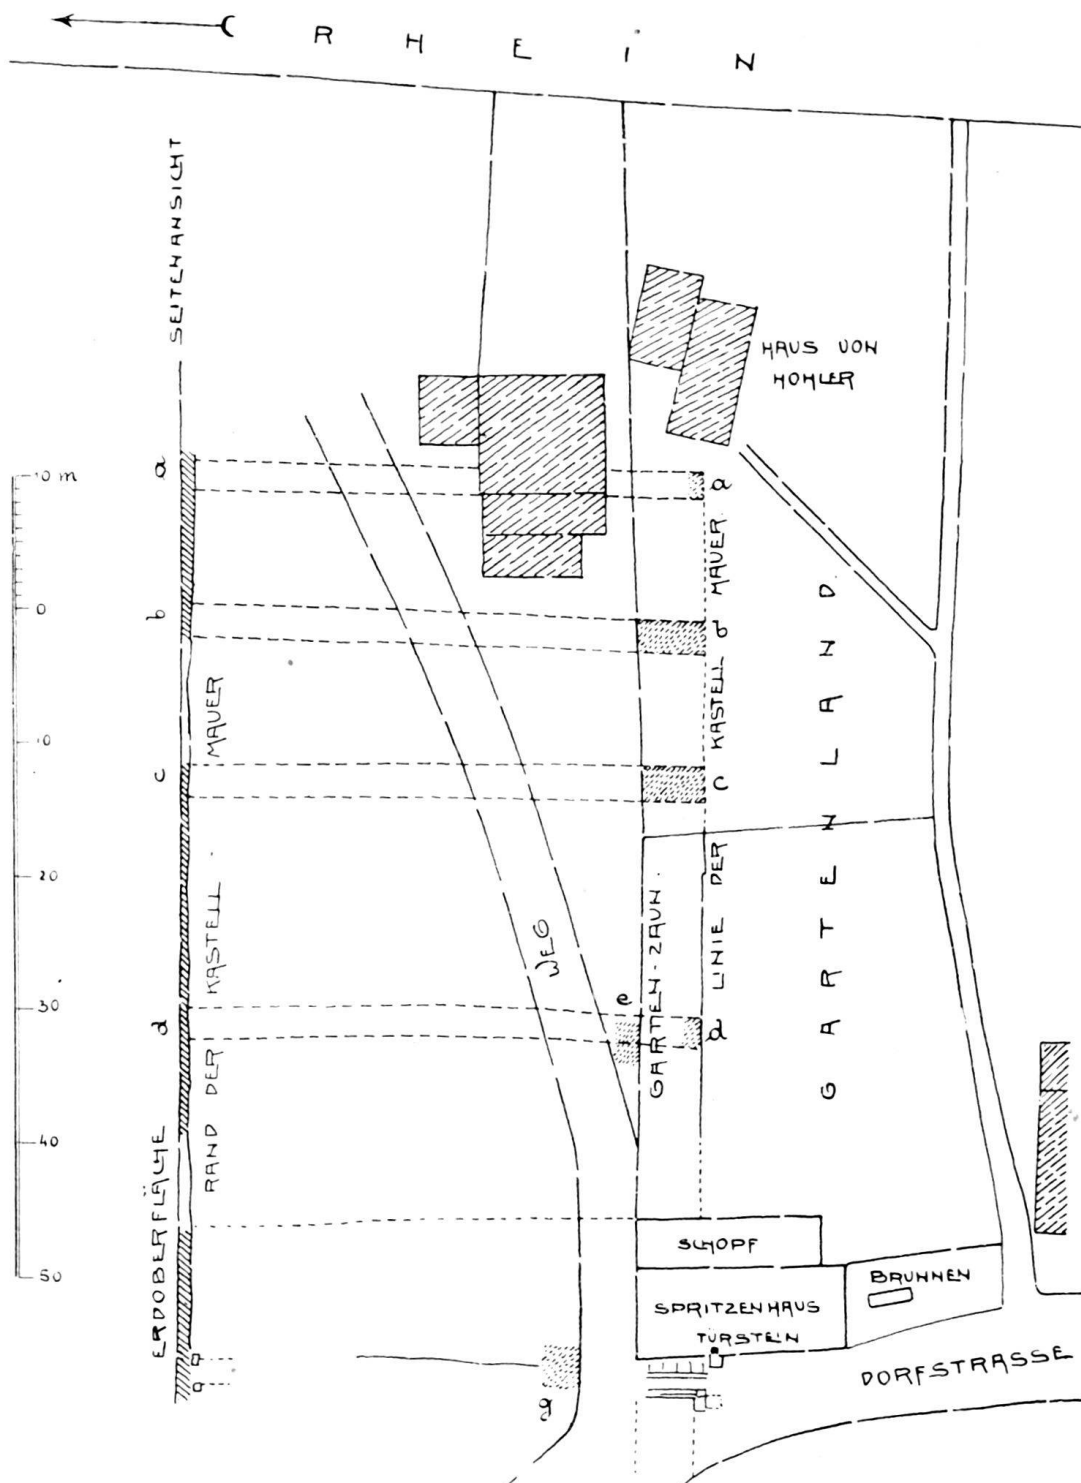 RHEIN
SEITENANSICHT
HAUS VON
HOHLER
10 m
0
10
20
30
40
50
a
b
c
d
a
b
c
d
e
g
RAND DER KASTELL MAUER
ERDOBERFLÄCHE
WEG
GARTEN-ZAUN.
LINIE DER KASTELL MAUER
GARTENLAND.
SCHOPF
SPRITZENHAUS
TÜRSTEIN
BRUNNEN
DORFSTRASSE